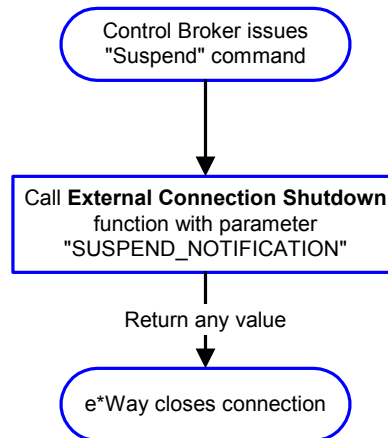 Control Broker issues
"Suspend" command
Call External Connection Shutdown
function with parameter
"SUSPEND_NOTIFICATION"
Return any value
e*Way closes connection